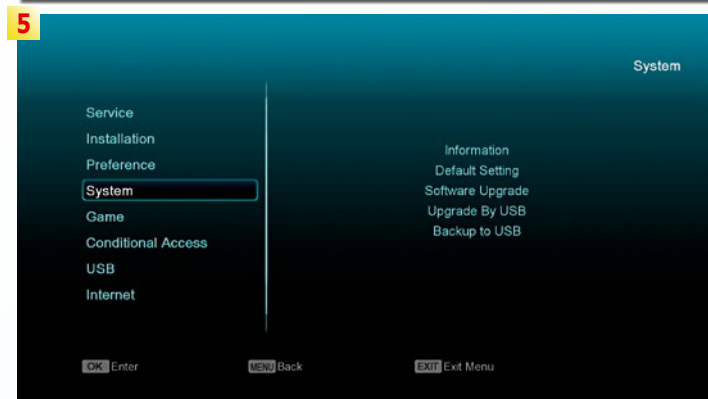 5
System
Service
Installation
Preference
System
Game
Conditional Access
USB
Internet
Information
Default Setting
Software Upgrade
Upgrade By USB
Backup to USB
OK Enter
MENU Back
EXIT Exit Menu